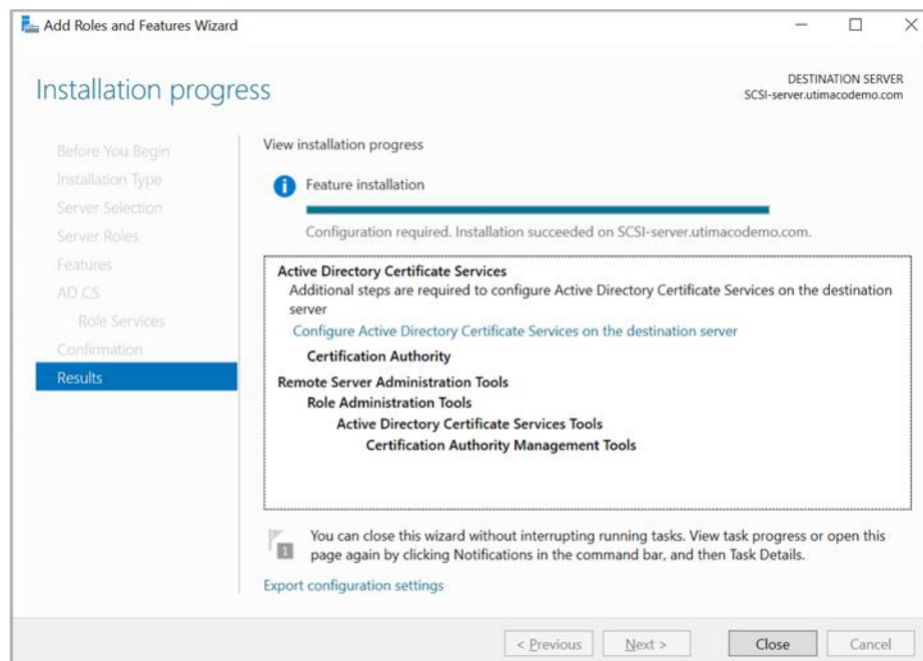 Add Roles and Features Wizard
Installation progress
DESTINATION SERVER
SCSI-server.utimacodemo.com
Before You Begin
Installation Type
Server Selection
Server Roles
Features
AD CS
Role Services
Confirmation
Results
View installation progress
Feature installation
Configuration required. Installation succeeded on SCSI-server.utimacodemo.com.
Active Directory Certificate Services
Additional steps are required to configure Active Directory Certificate Services on the destination
server
Configure Active Directory Certificate Services on the destination server
Certification Authority
Remote Server Administration Tools
Role Administration Tools
Active Directory Certificate Services Tools
Certification Authority Management Tools
1
You can close this wizard without interrupting running tasks. View task progress or open this
page again by clicking Notifications in the command bar, and then Task Details.
Export configuration settings
< Previous
Next >
Close
Cancel